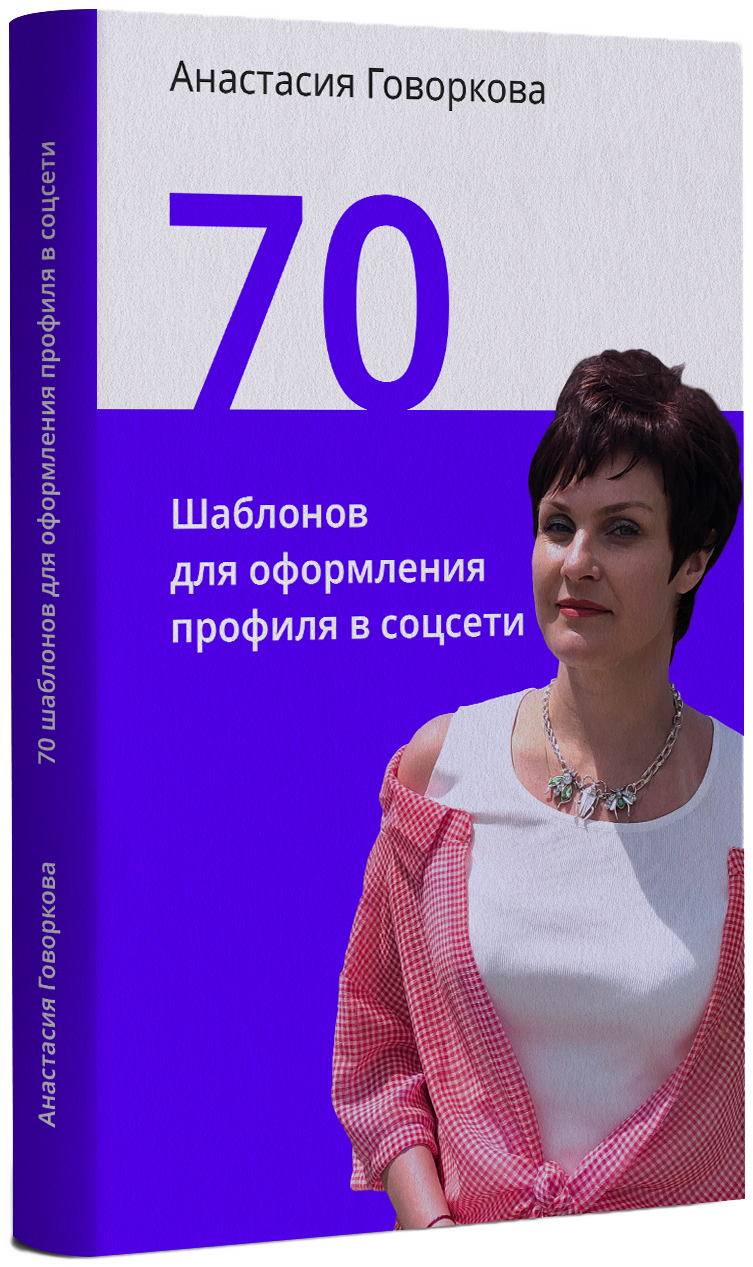 Анастасия Говоркова
70
Шаблонов
для оформления
профиля в соцсети
70 шаблонов для оформления профиля в соцсети
Анастасия Говоркова